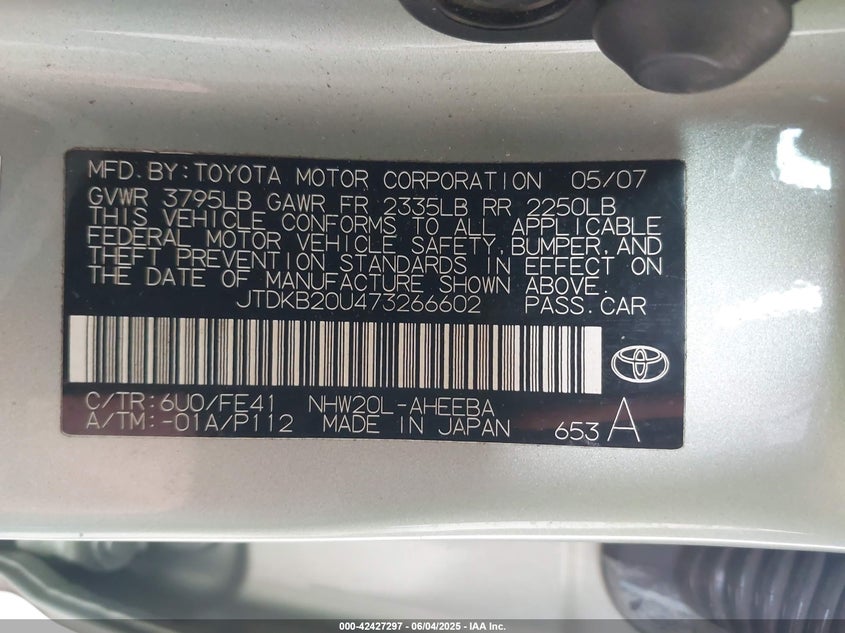 MFD.BY:TOYOTA MOTOR CORPORATION 05/07
GVWR 3795LB GAWR FR 2335LB RR 2250LB
THIS VEHICLE CONFORMS TO ALL APPLICABLE
FEDERAL MOTOR VEHICLE SAFETY,BUMPER,AND
THEFT PREVENTION STANDARDS IN EFFECT ON
THE DATE OF MANUFACTURE SHOWN ABOVE.
JTDKB20U473266602 PASS.CAR
C/TR:6U0/FE41 NHW20L-AHEEBA
A/TM:-01A/P112 MADE IN JAPAN 653 A
000-42427297 - 06/04/2025 - IAA Inc.